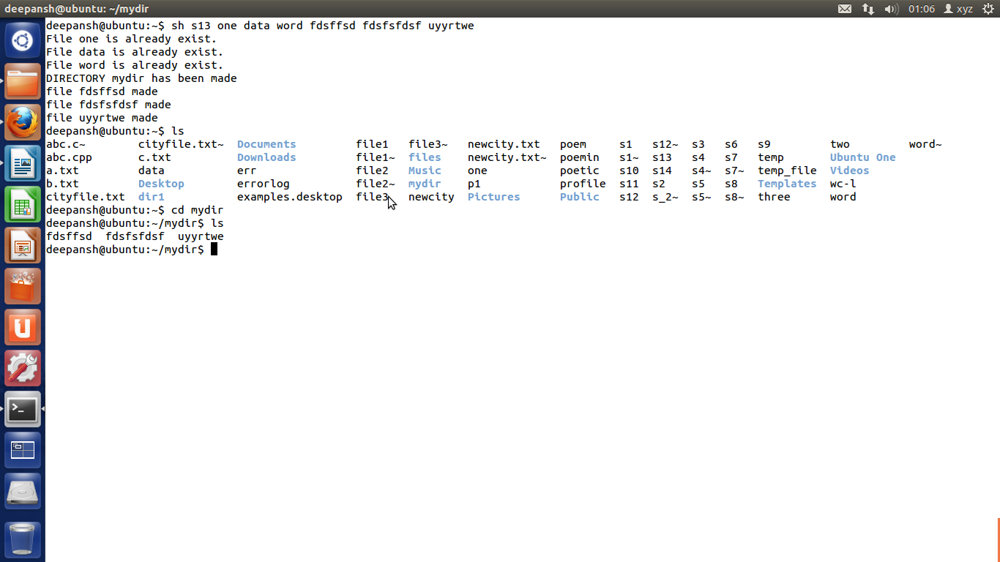 deepansh@ubuntu: ~/mydir 01:06 xyz
deepansh@ubuntu:~$ sh s13 one data word fdsffsd fdsfsfdsf uyyrtwe
File one is already exist.
File data is already exist.
File word is already exist.
DIRECTORY mydir has been made
file fdsffsd made
file fdsfsfdsf made
file uyyrtwe made
deepansh@ubuntu:~$ ls
abc.c~ cityfile.txt~ Documents file1 file3~ newcity.txt poem s1 s12~ s3 s6 s9 two word~
abc.cpp c.txt Downloads file1~ files newcity.txt~ poemin s1~ s13 s4 s7 temp Ubuntu One
a.txt data err file2 Music one poetic s10 s14 s4~ s7~ temp_file Videos
b.txt Desktop errorlog file2~ mydir p1 profile s11 s2 s5 s8 Templates wc-l
cityfile.txt dir1 examples.desktop file3 newcity Pictures Public s12 s_2~ s5~ s8~ three word
deepansh@ubuntu:~$ cd mydir
deepansh@ubuntu:~/mydir$ ls
fdsffsd fdsfsfdsf uyyrtwe
deepansh@ubuntu:~/mydir$